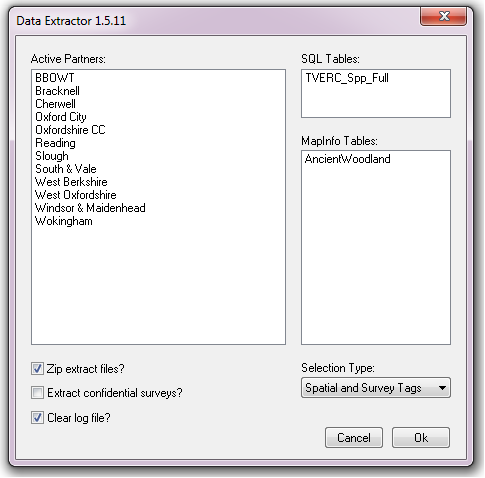 Data Extractor 1.5.11
Active Partners:
BBOWT
Bracknell
Cherwell
Oxford City
Oxfordshire CC
Reading
Slough
South & Vale
West Berkshire
West Oxfordshire
Windsor & Maidenhead
Wokingham
SQL Tables:
TVERC_Spp_Full
MapInfo Tables:
AncientWoodland
Zip extract files?
Extract confidential surveys?
Clear log file?
Selection Type:
Spatial and Survey Tags
Cancel
Ok